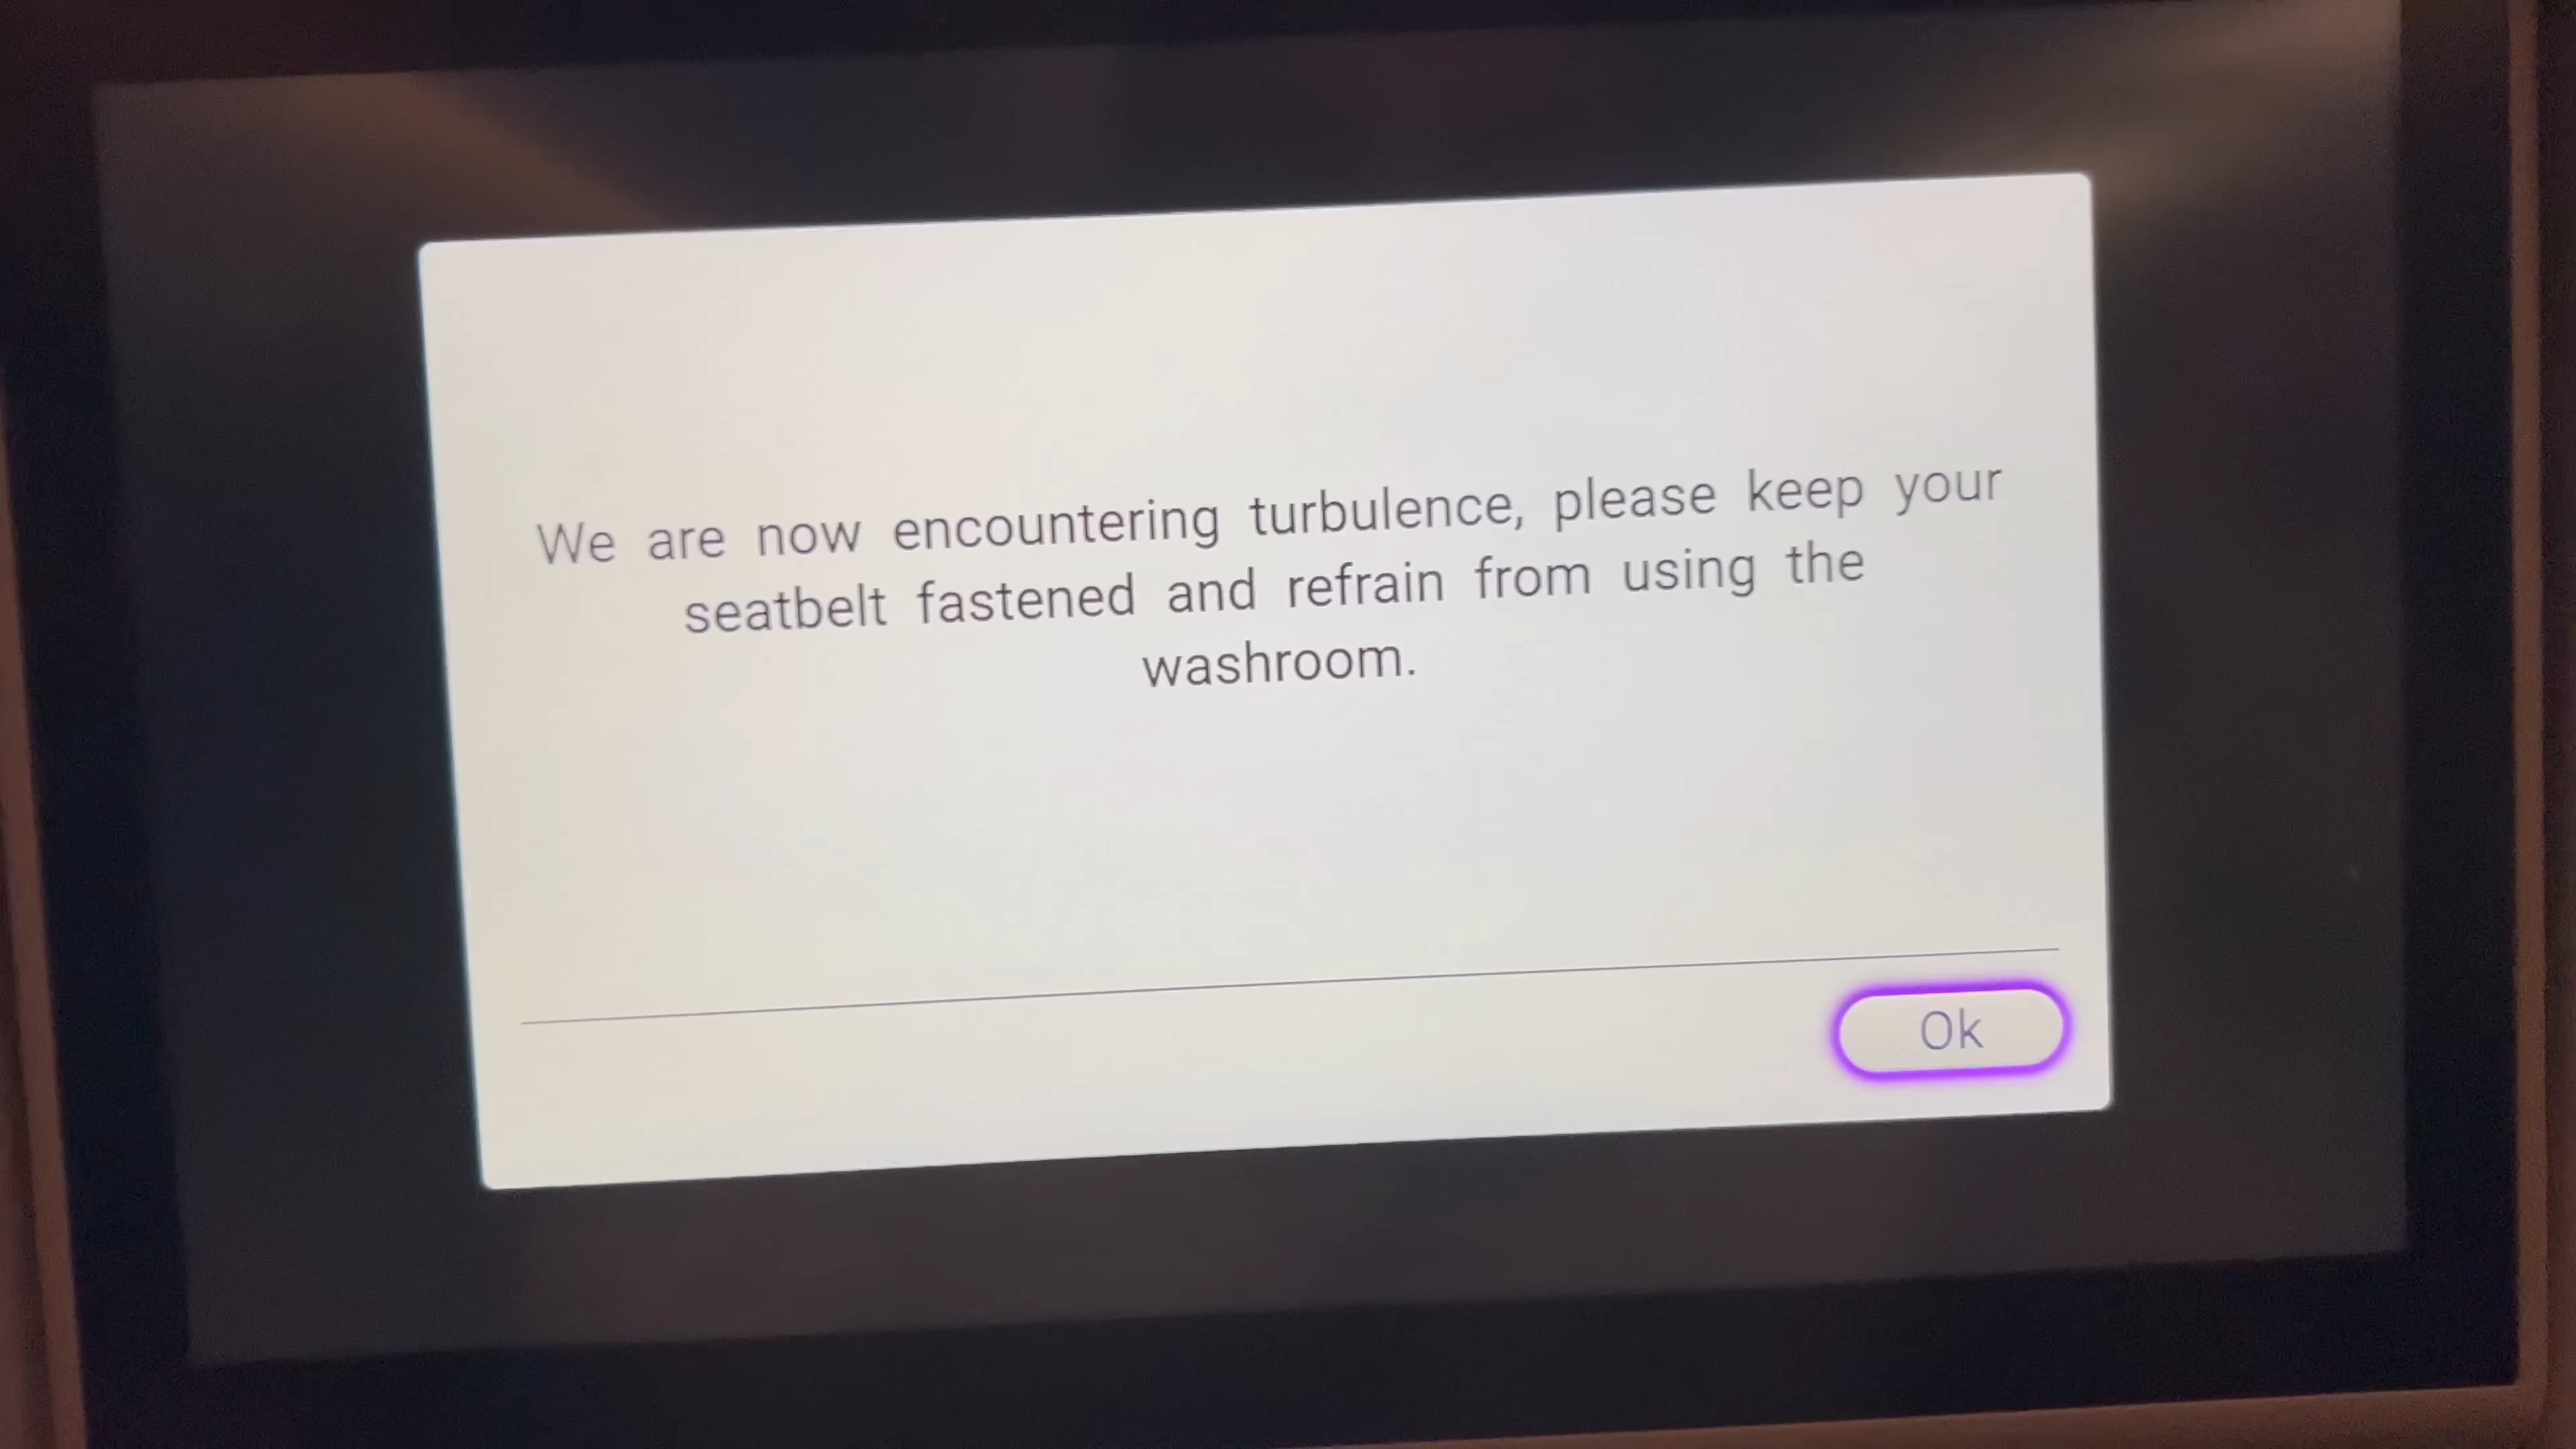 We are now encountering turbulence, please keep your
seatbelt fastened and refrain from using the
washroom.
Ok